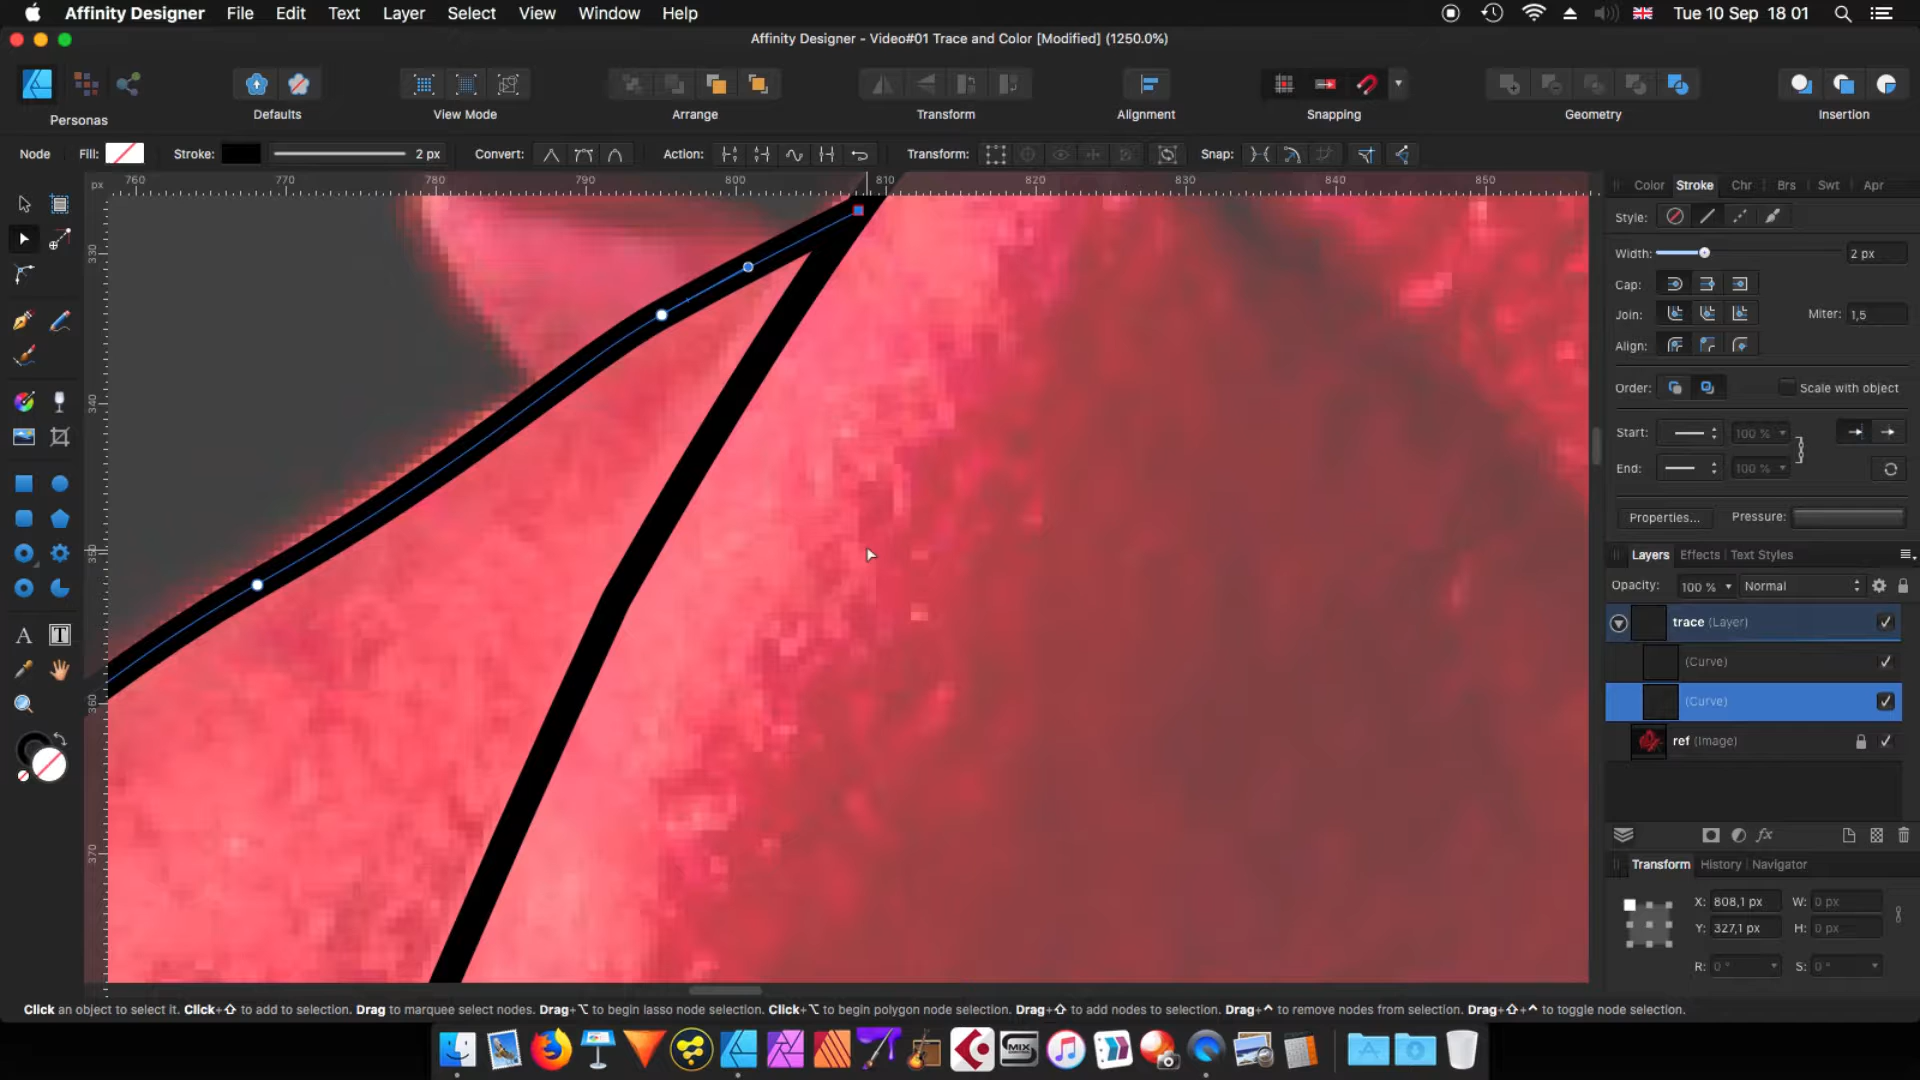 Affinity Designer File Edit Text Layer Select View Window Help Tue 10 Sep 18 01
Affinity Designer - Video#01 Trace and Color [Modified] (1250.0%)
Personas Defaults View Mode Arrange Transform Alignment Snapping Geometry Insertion
Node Fill: Stroke: 2 px Convert: Action: Transform: Snap:
px 760 770 780 790 800 810 820 830 840 850
330
340
350
360
370
Color Stroke Chr Brs Swt Apr
Style:
Width: 2 px
Cap:
Join: Miter: 1,5
Align:
Order: Scale with object
Start: 100 %
End: 100 %
Properties... Pressure:
Layers Effects Text Styles
Opacity: 100 % Normal
trace (Layer)
(Curve)
(Curve)
ref (Image)
fx
Transform History Navigator
X: 808,1 px W: 0 px
Y: 327,1 px H: 0 px
R: 0 ° S: 0 °
A T
Click an object to select it. Click+⇧ to add to selection. Drag to marquee select nodes. Drag+⌥ to begin lasso node selection. Click+⌥ to begin polygon node selection. Drag+⇧ to add nodes to selection. Drag+^ to remove nodes from selection. Drag+⇧+^ to toggle node selection.
MIX